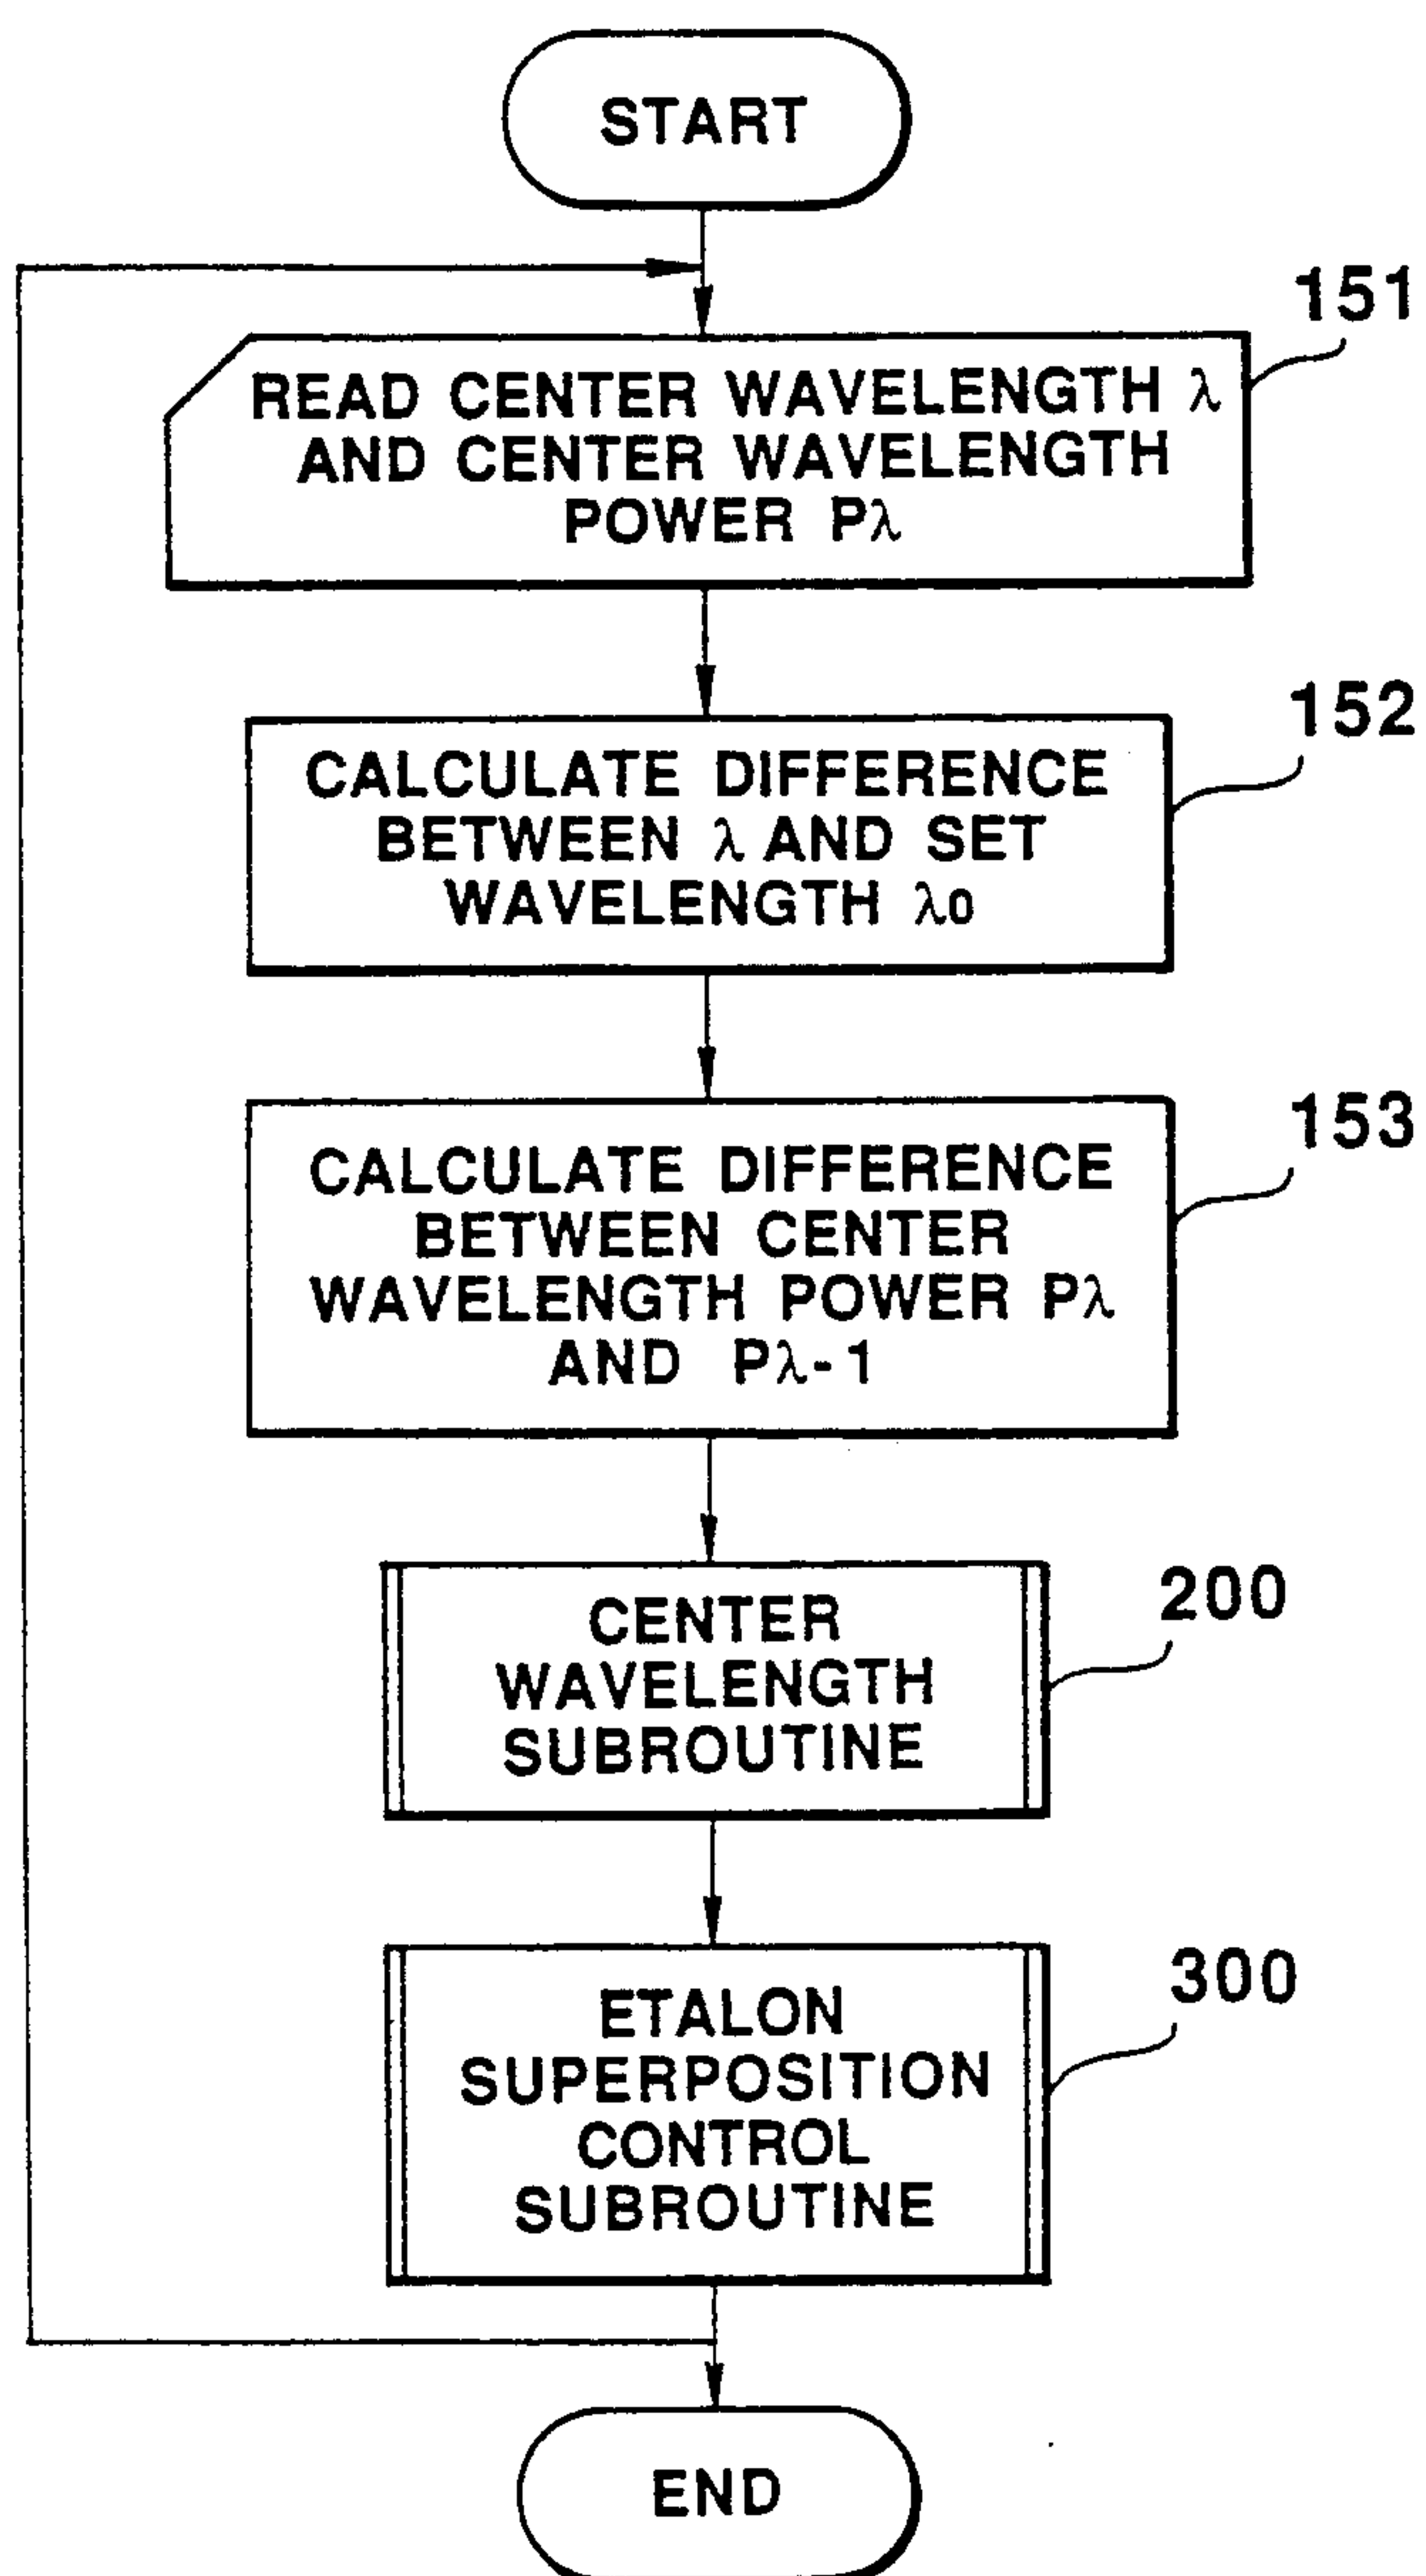 START
151
READ CENTER WAVELENGTH λ
AND CENTER WAVELENGTH
POWER Pλ
152
CALCULATE DIFFERENCE
BETWEEN λ AND SET
WAVELENGTH λ0
153
CALCULATE DIFFERENCE
BETWEEN CENTER
WAVELENGTH POWER Pλ
AND Pλ-1
200
CENTER
WAVELENGTH
SUBROUTINE
300
ETALON
SUPERPOSITION
CONTROL
SUBROUTINE
END